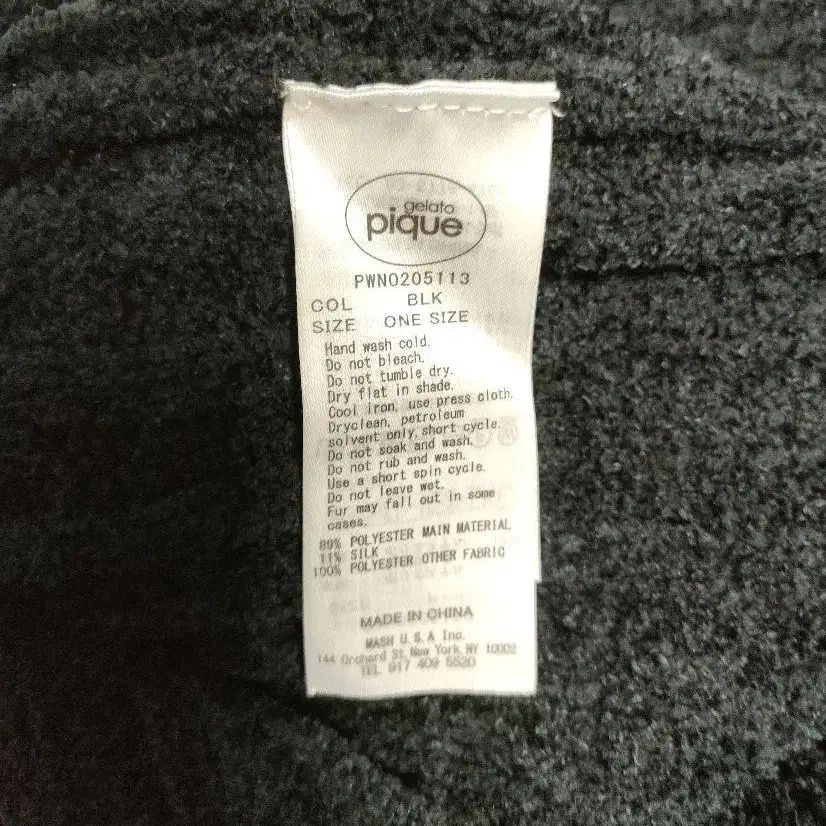 gelato
pique
PWNO205113
COL BLK
SIZE ONE SIZE
Hand wash cold.
Do not bleach.
Do not tumble dry.
Dry flat in shade.
Cool iron, use press cloth.
Dryclean, petroleum
solvent only, short cycle.
Do not soak and wash.
Do not rub and wash.
Use a short spin cycle.
Do not leave wet.
Fur may fall out in some
cases.
89% POLYESTER MAIN MATERIAL
11% SILK
100% POLYESTER OTHER FABRIC
MADE IN CHINA
MASH U.S.A Inc.
144 Orchard St, New York, NY 10002
TEL 917 409 5520